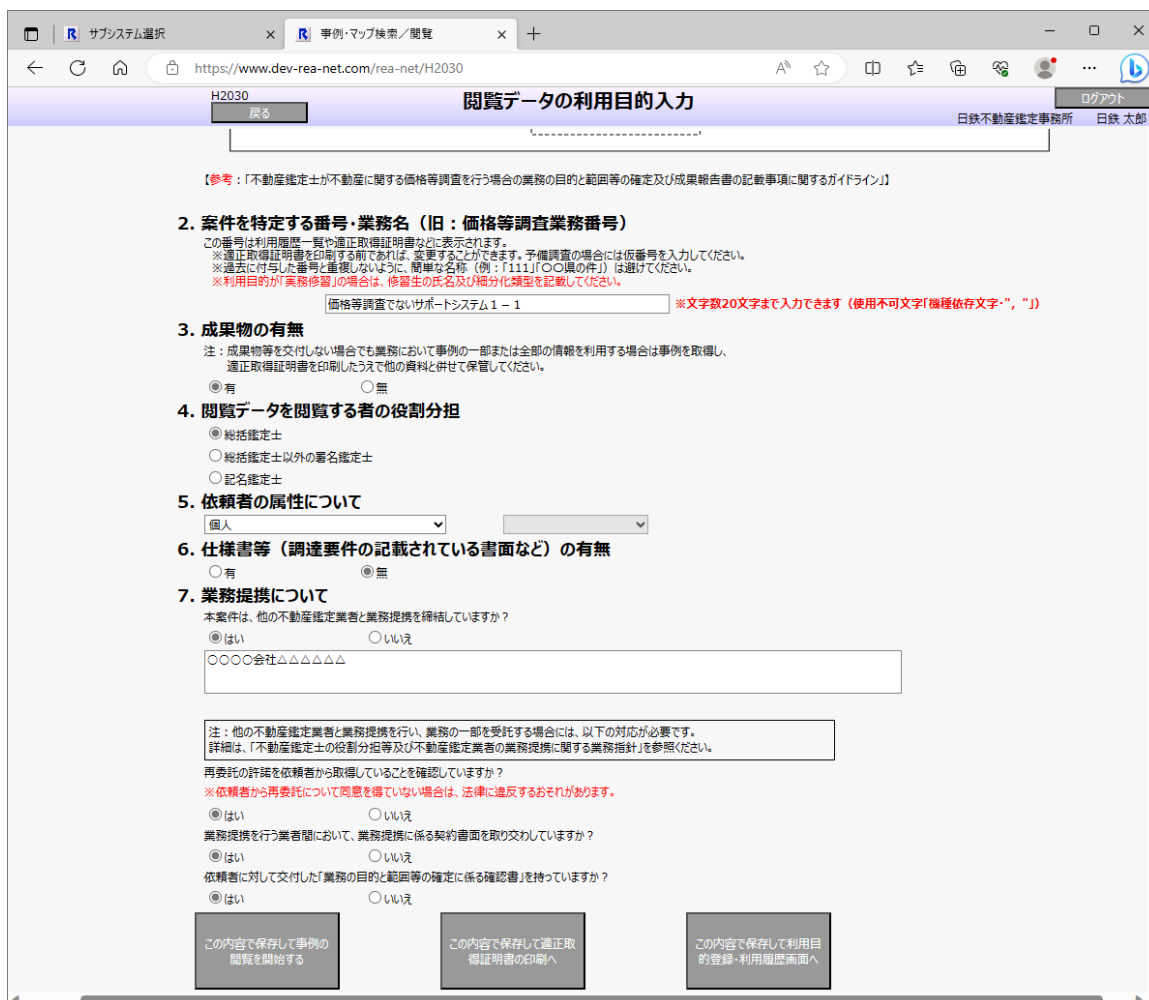 サブシステム選択
事例・マップ検索/閲覧
https://www.dev-rea-net.com/rea-net/H2030
H2030
戻る
閲覧データの利用目的入力
ログアウト
日鉄不動産鑑定事務所 日鉄 太郎
【参考:「不動産鑑定士が不動産に関する価格等調査を行う場合の業務の目的と範囲等の確定及び成果報告書の記載事項に関するガイドライン」】
2. 案件を特定する番号・業務名(旧:価格等調査業務番号)
この番号は利用履歴一覧や適正取得証明書などに表示されます。
※適正取得証明書を印刷する前であれば、変更することができます。予備調査の場合には仮番号を入力してください。
※過去に付与した番号と重複しないように、簡単な名称(例:「111」「〇〇県の件」)は避けてください。
※利用目的が「実務修習」の場合は、修習生の氏名及び細分化類型を記載してください。
価格等調査でないサポートシステム1-1
※文字数20文字まで入力できます(使用不可文字「機種依存文字・", "」)
3. 成果物の有無
注:成果物等を交付しない場合でも業務において事例の一部または全部の情報を利用する場合は事例を取得し、
適正取得証明書を印刷したうえで他の資料と併せて保管してください。
有 無
4. 閲覧データを閲覧する者の役割分担
総括鑑定士
総括鑑定士以外の署名鑑定士
記名鑑定士
5. 依頼者の属性について
個人
6. 仕様書等(調達要件の記載されている書面など)の有無
有 無
7. 業務提携について
本案件は、他の不動産鑑定業者と業務提携を締結していますか?
はい いいえ
○○○○会社△△△△△△
注:他の不動産鑑定業者と業務提携を行い、業務の一部を受託する場合には、以下の対応が必要です。
詳細は、「不動産鑑定士の役割分担等及び不動産鑑定業者の業務提携に関する業務指針」を参照ください。
再委託の許諾を依頼者から取得していることを確認していますか?
※依頼者から再委託について同意を得ていない場合は、法律に違反するおそれがあります。
はい いいえ
業務提携を行う業者間において、業務提携に係る契約書面を取り交わしていますか?
はい いいえ
依頼者に対して交付した「業務の目的と範囲等の確定に係る確認書」を持っていますか?
はい いいえ
この内容で保存して事例の
閲覧を開始する
この内容で保存して適正取
得証明書の印刷へ
この内容で保存して利用目
的登録・利用履歴画面へ